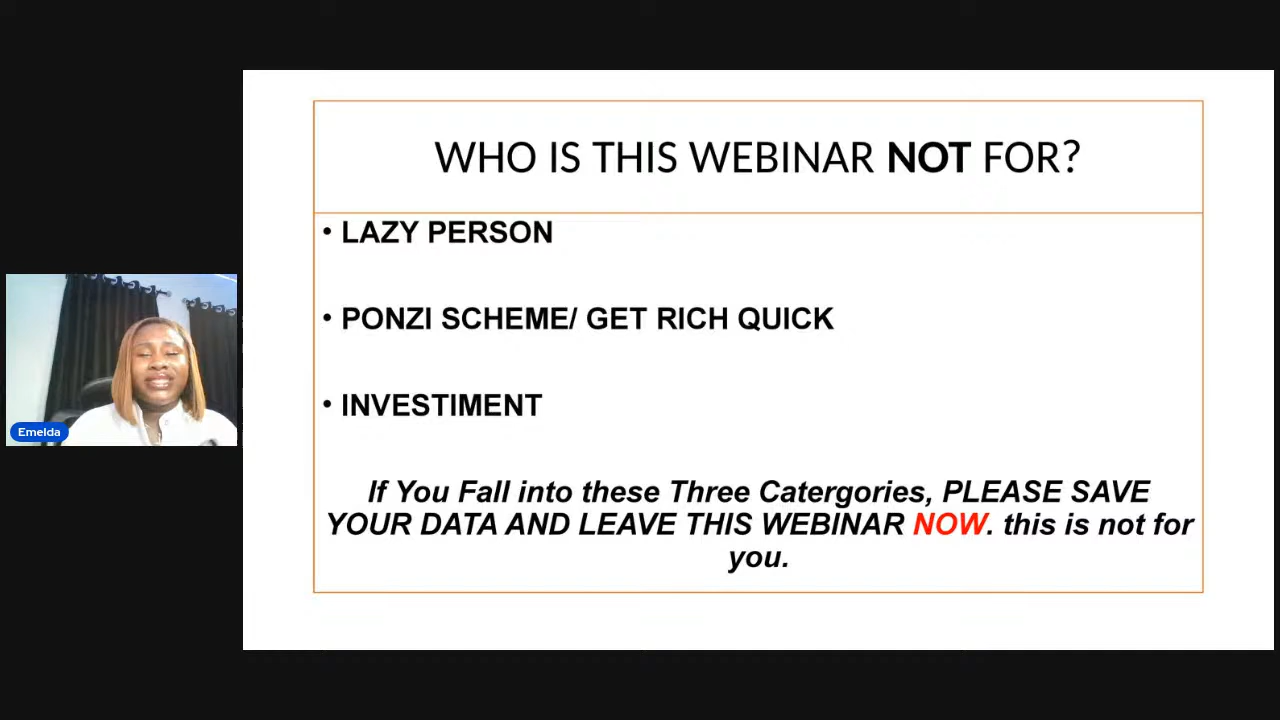 WHO IS THIS WEBINAR NOT FOR?
• LAZY PERSON
• PONZI SCHEME/ GET RICH QUICK
• INVESTIMENT
If You Fall into these Three Catergories, PLEASE SAVE
YOUR DATA AND LEAVE THIS WEBINAR NOW. this is not for
you.
Emelda